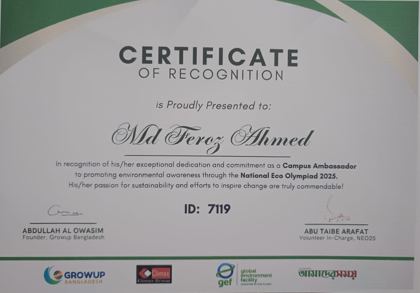 CERTIFICATE
OF RECOGNITION
is Proudly Presented to:
Md Feroz Ahmed
In recognition of his/her exceptional dedication and commitment as a Campus Ambassador
to promoting environmental awareness through the National Eco Olympiad 2025.
His/her passion for sustainability and efforts to inspire change are truly commendable!
ID: 7119
ABDULLAH AL OWASIM
Founder, Growup Bangladesh
ABU TAIBE ARAFAT
Volunteer In-Charge, NEO25
GROWUP
BANGLADESH
Climax
gef
global
environment
facility
আমাদেরসময়